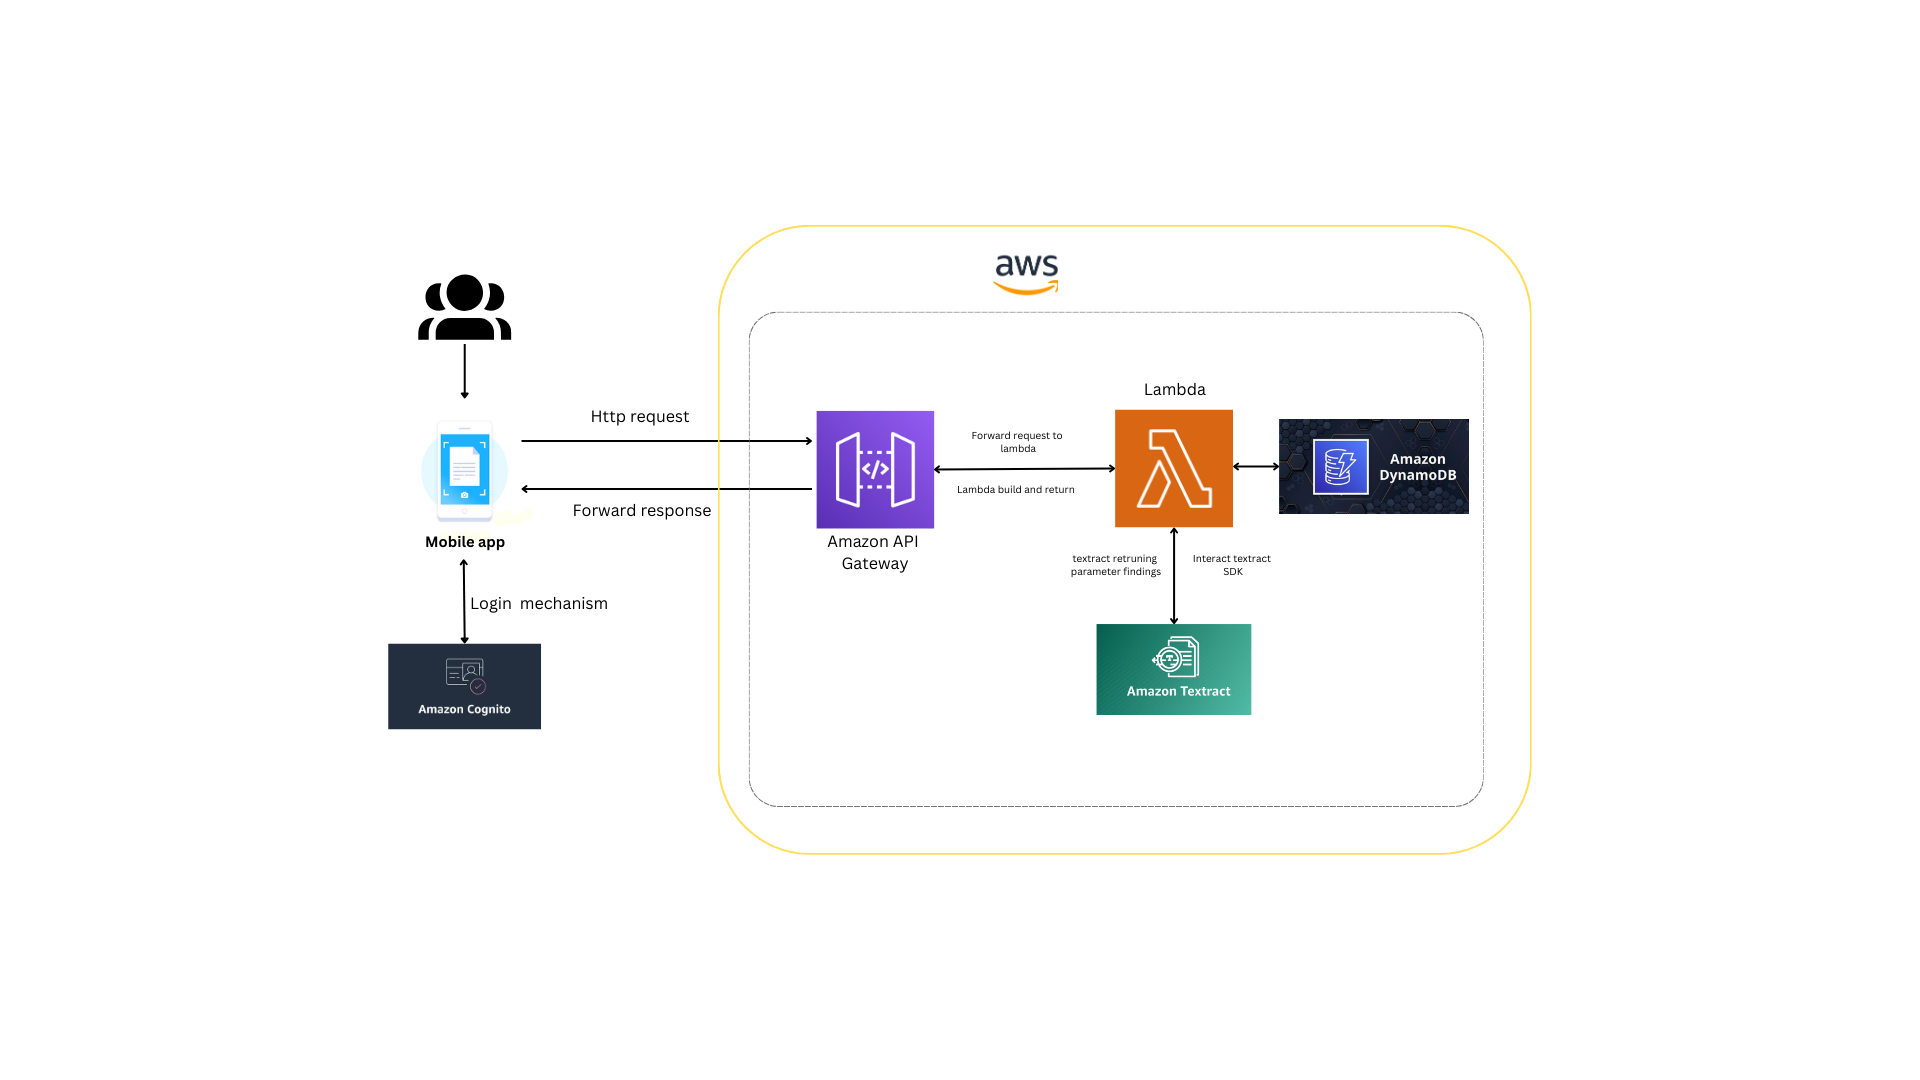 aws
Http request
Forward response
Mobile app
Login mechanism
Amazon Cognito
</>
Amazon API
Gateway
Forward request to
lambda
Lambda build and return
Lambda
Amazon
DynamoDB
textract retruning
parameter findings
Interact textract
SDK
Amazon Textract